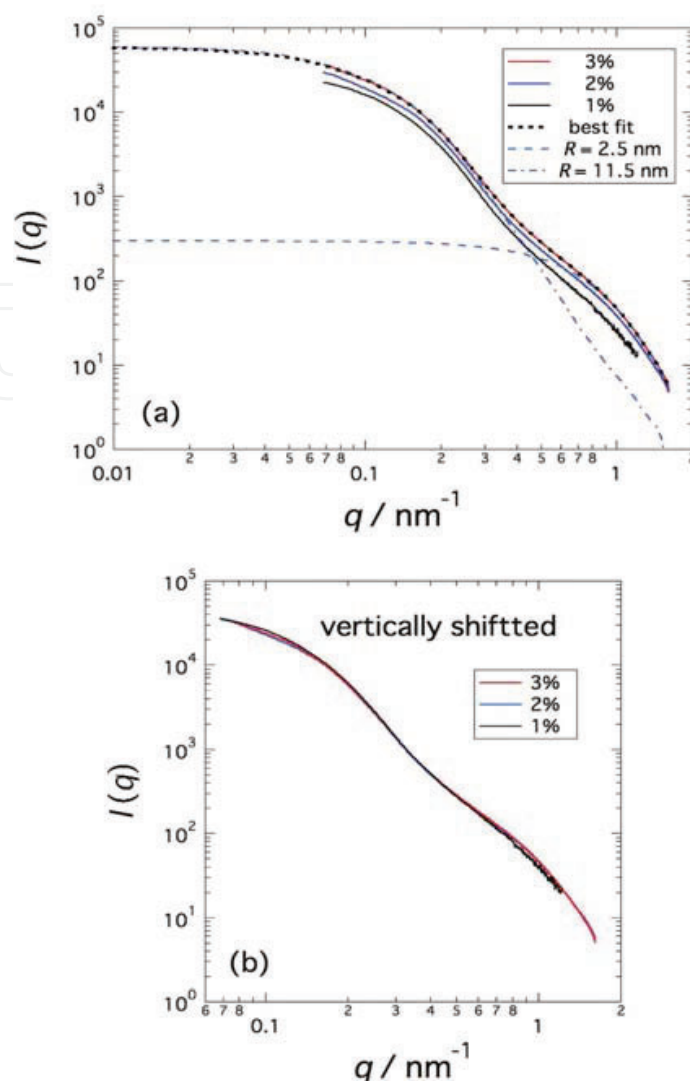 10^5
10^4
10^3
10^2
10^1
10^0
I(q)
3%
2%
1%
best fit
R = 2.5 nm
R = 11.5 nm
(a)
0.01 2 3 4 5 6 7 8 0.1 2 3 4 5 6 7 8 1 2
q / nm^-1
10^5
10^4
10^3
10^2
10^1
10^0
I(q)
vertically shiftted
3%
2%
1%
(b)
6 7 8 0.1 2 3 4 5 6 7 8 1 2
q / nm^-1